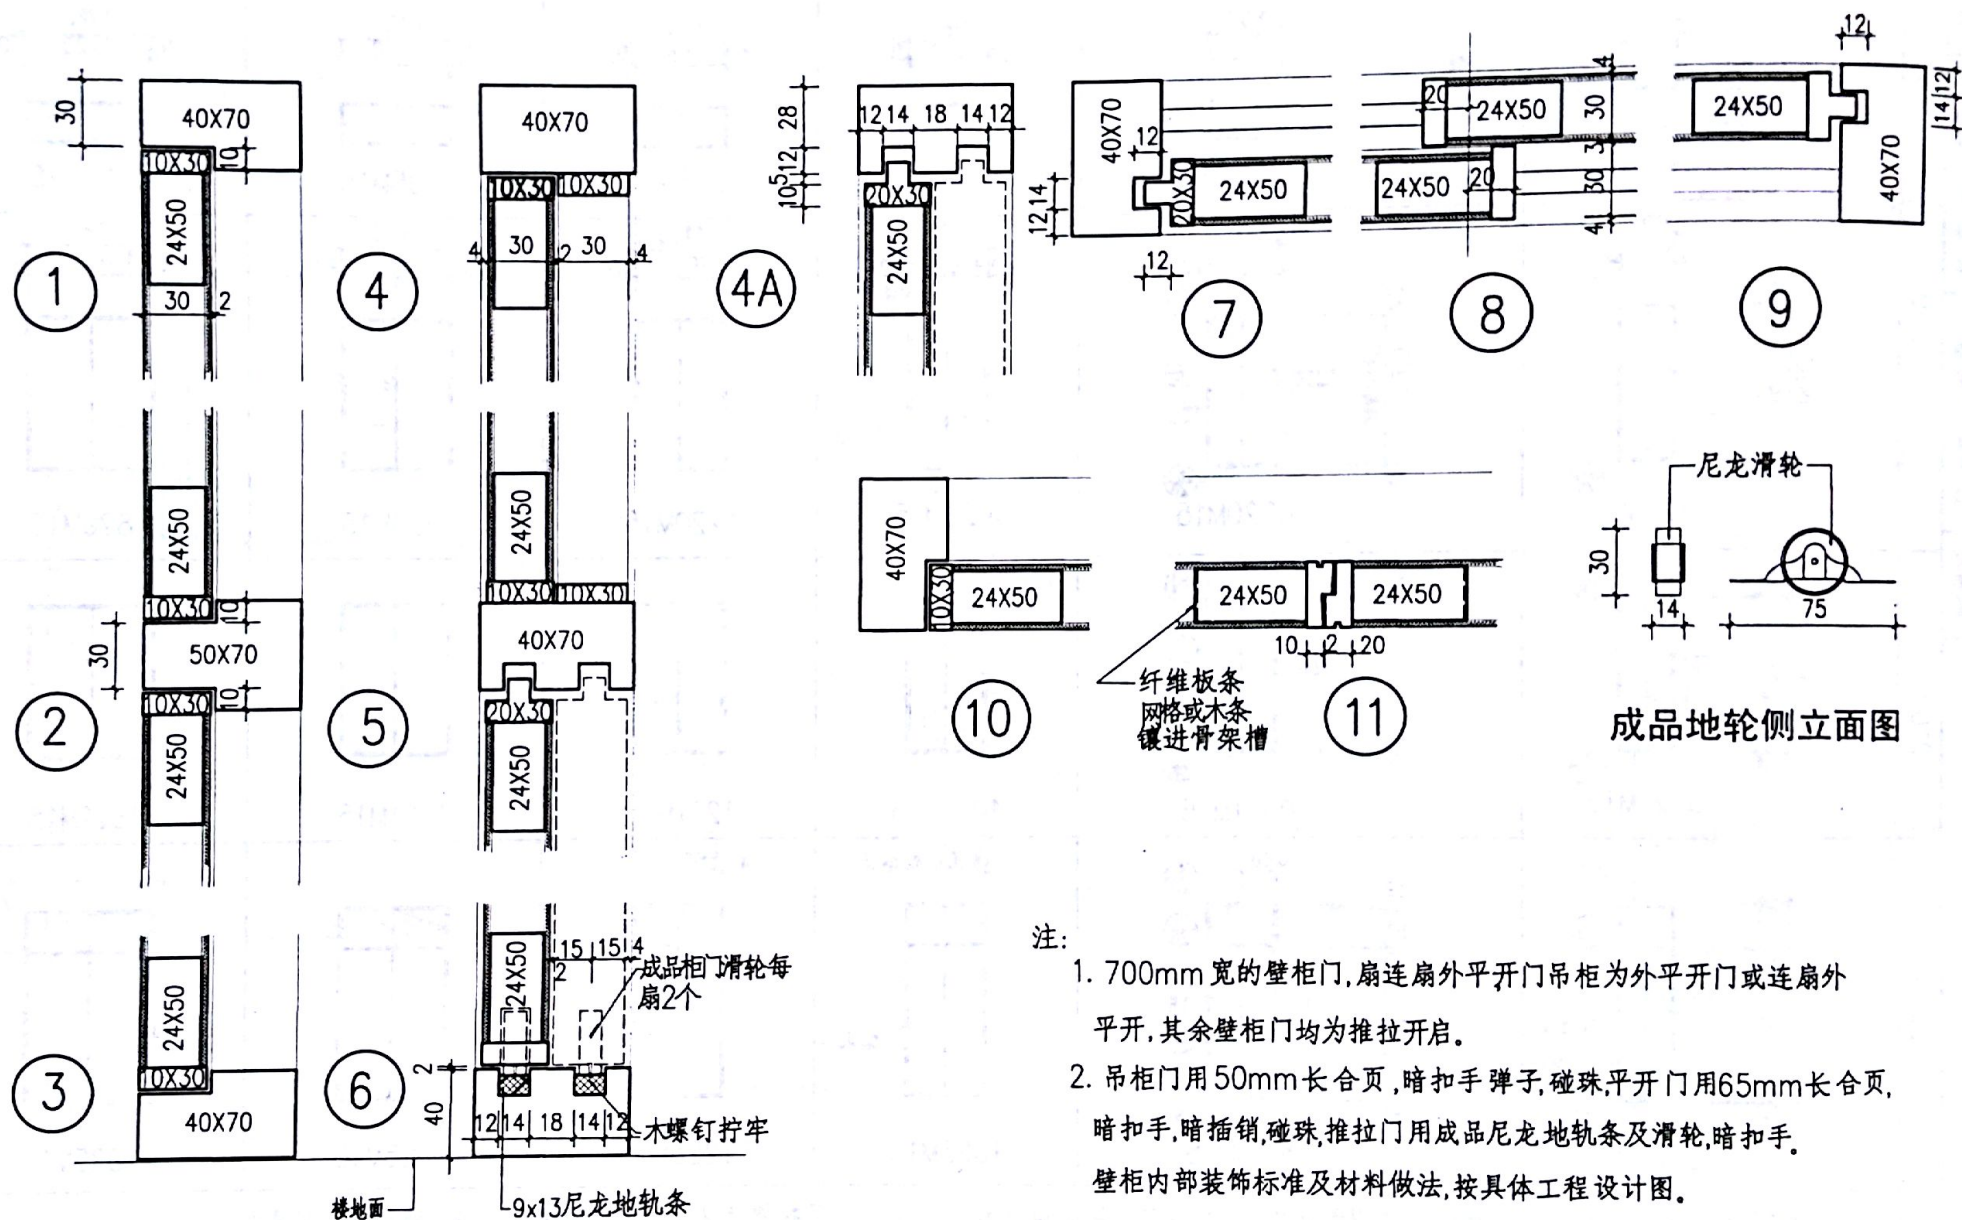 40X70
30
10X30
10
24X50
30
2
1
24X50
10X30
10
30
50X70
10X30
10
24X50
2
24X50
10X30
40X70
3
40X70
10X30
10X30
24X50
4
30
2
30
4
4
24X50
10X30
10X30
40X70
20X30
24X50
5
24X50
15
15
4
2
成品柜门滑轮每
扇2个
2
40
12
14
18
14
12
木螺钉拧牢
6
楼地面
9x13尼龙地轨条
12
14
18
14
12
28
12
5
10
20X30
24X50
4A
40X70
12
14
12
20X30
24X50
12
7
20
24X50
4
30
3
30
4
24X50
20
8
12
24X50
12
14
40X70
9
40X70
10X30
24X50
10
24X50
24X50
10
2
20
纤维板条
网格或木条
镶进骨架槽
11
尼龙滑轮
30
14
75
成品地轮侧立面图
注:
1. 700mm宽的壁柜门,扇连扇外平开门吊柜为外平开门或连扇外
平开,其余壁柜门均为推拉开启。
2. 吊柜门用50mm长合页,暗扣手弹子,碰珠,平开门用65mm长合页,
暗扣手,暗插销,碰珠,推拉门用成品尼龙地轨条及滑轮,暗扣手。
壁柜内部装饰标准及材料做法,按具体工程设计图。